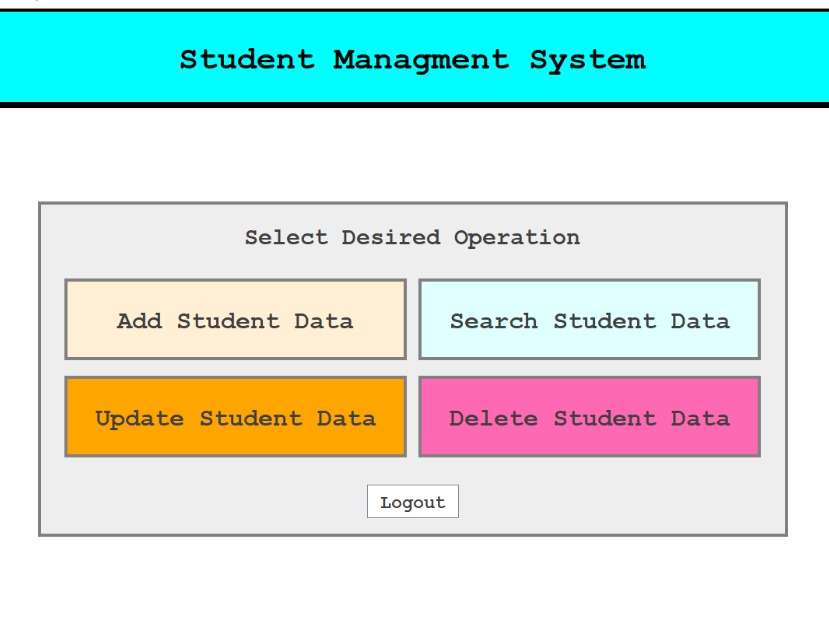 Student Managment System
Select Desired Operation
Add Student Data
Search Student Data
Update Student Data
Delete Student Data
Logout